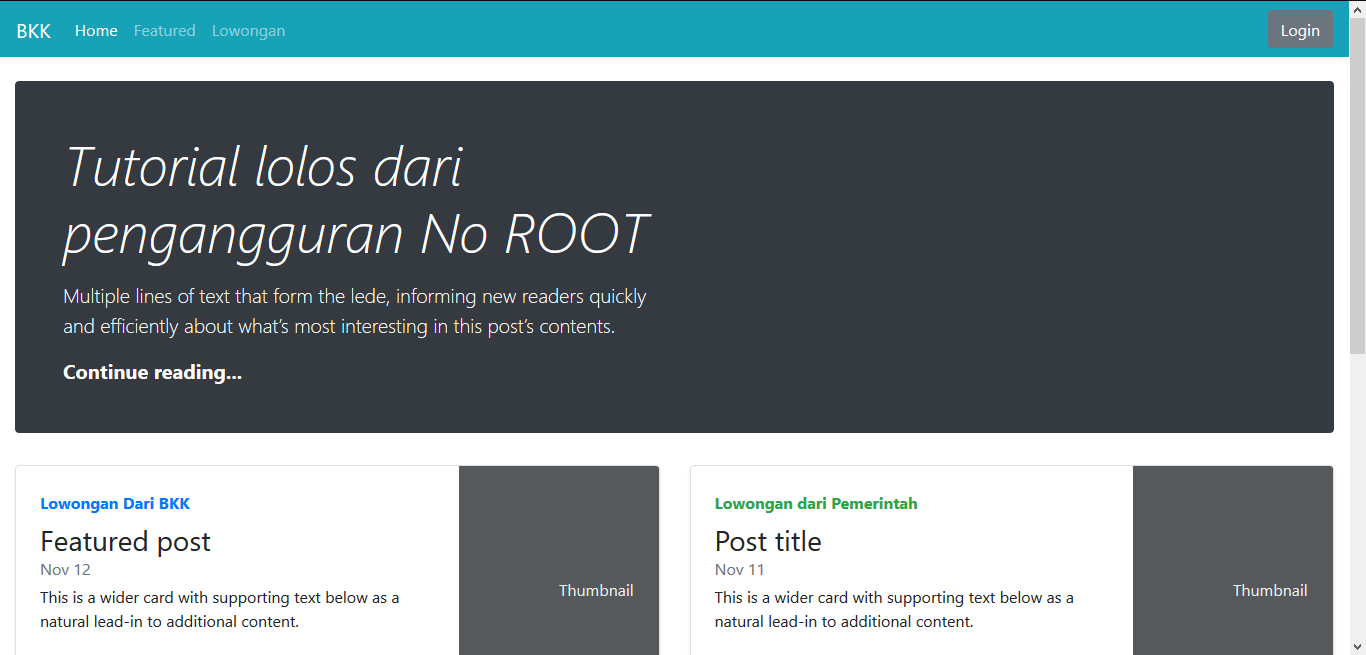 BKK Home Featured Lowongan Login
Tutorial lolos dari
pengangguran No ROOT
Multiple lines of text that form the lede, informing new readers quickly
and efficiently about what’s most interesting in this post’s contents.
Continue reading...
Lowongan Dari BKK
Featured post
Nov 12
This is a wider card with supporting text below as a
natural lead-in to additional content.
Thumbnail
Lowongan dari Pemerintah
Post title
Nov 11
This is a wider card with supporting text below as a
natural lead-in to additional content.
Thumbnail